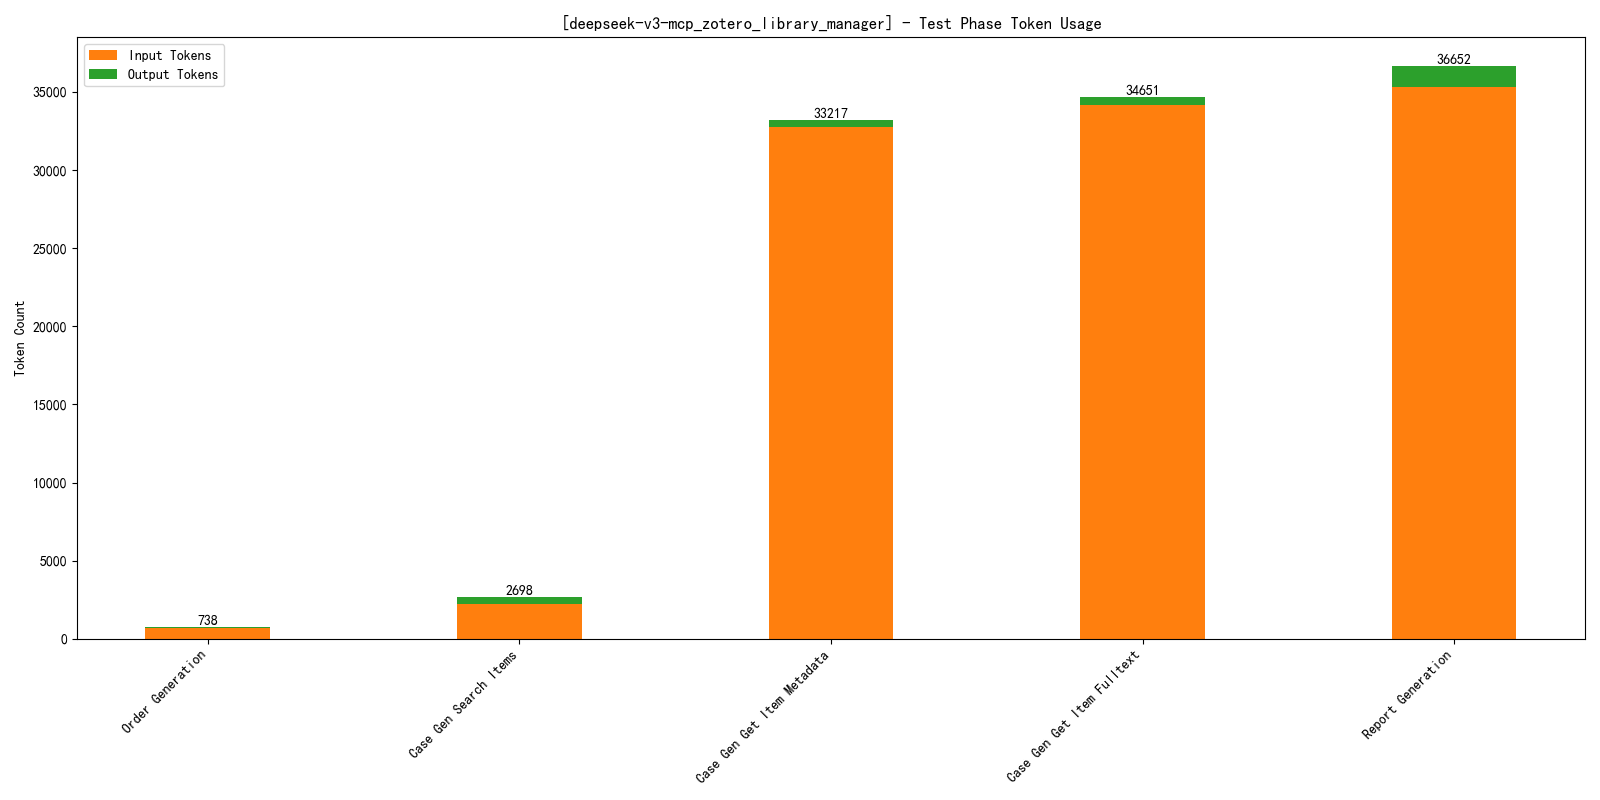 [deepseek-v3-mcp_zotero_library_manager] - Test Phase Token Usage
Input Tokens
Output Tokens
Token Count
35000
30000
25000
20000
15000
10000
5000
0
738
2698
33217
34651
36652
Order Generation
Case Gen Search Items
Case Gen Get Item Metadata
Case Gen Get Item Fulltext
Report Generation